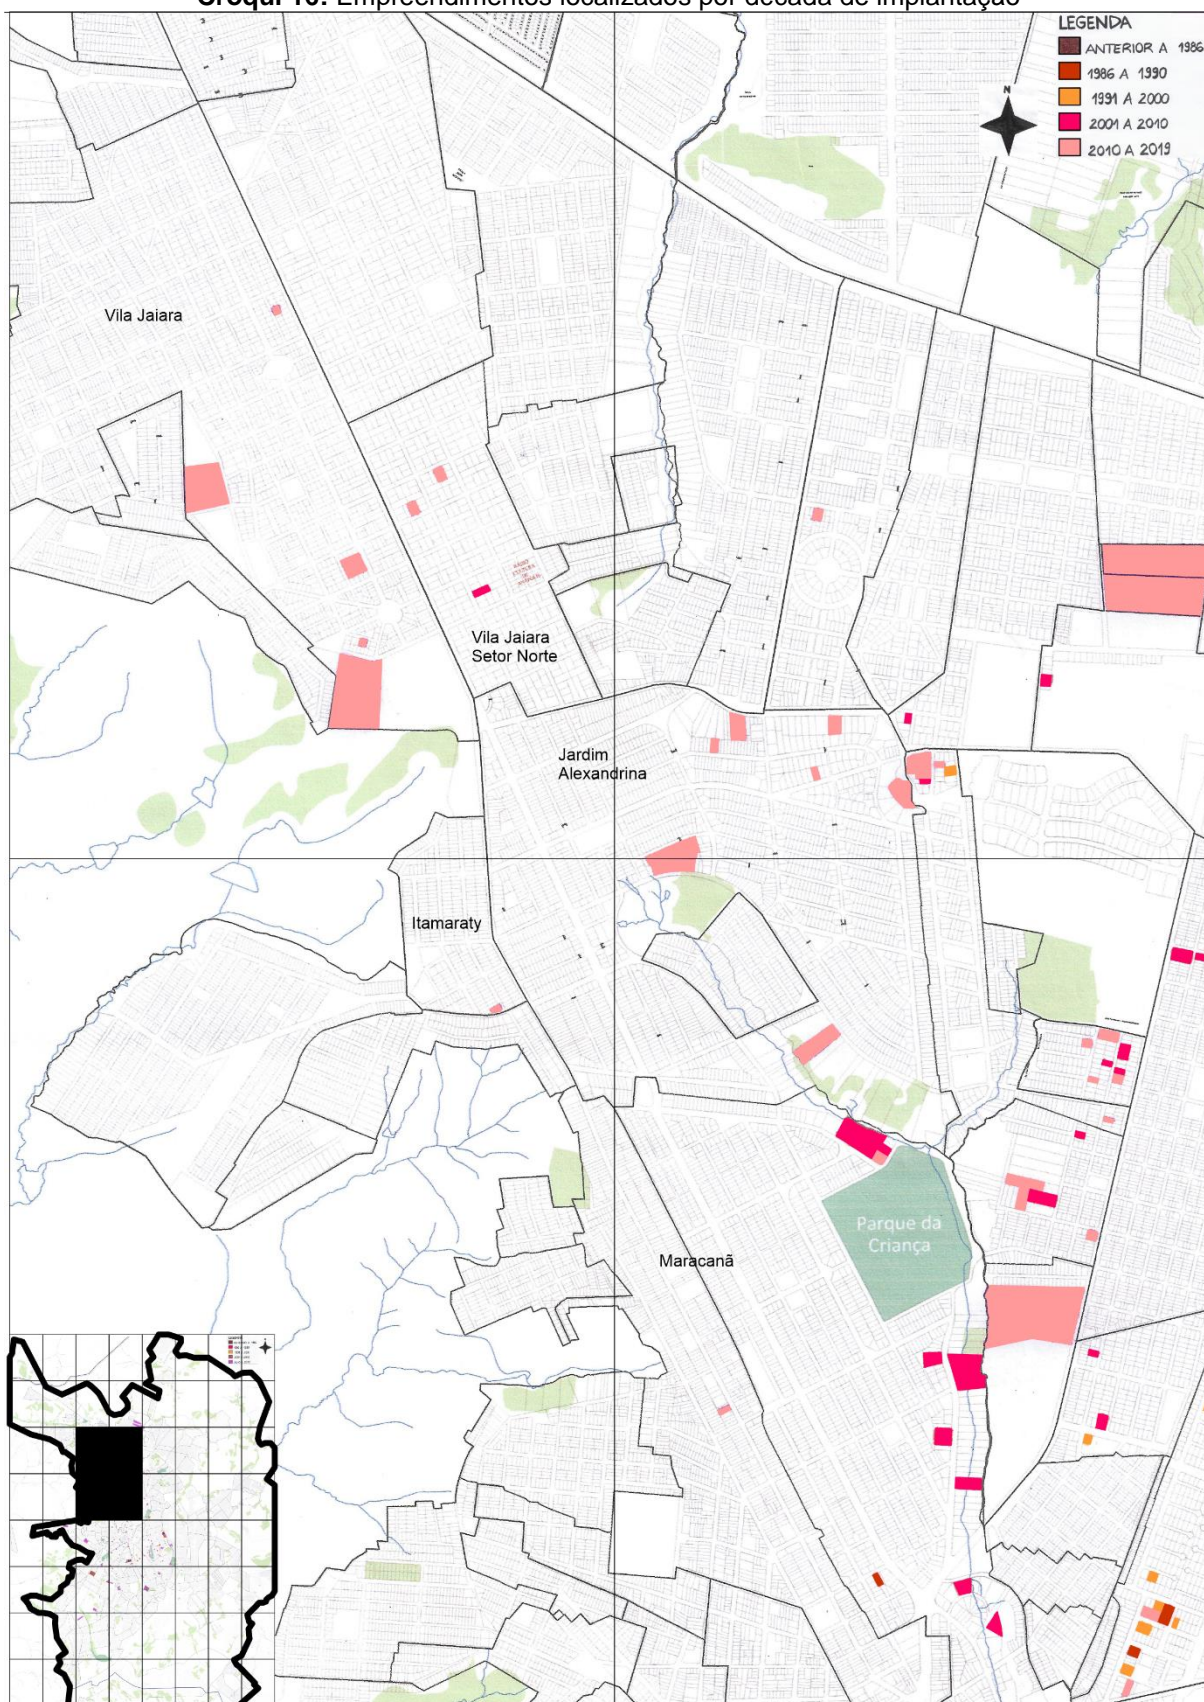 Croqui 10: Empreendimentos localizados por década de implantação
LEGENDA
ANTERIOR A 1986
1986 A 1990
1991 A 2000
2001 A 2010
2010 A 2019
N
Vila Jaiara
Vila Jaiara
Setor Norte
Jardim
Alexandrina
Itamaraty
Parque da
Criança
Maracanã